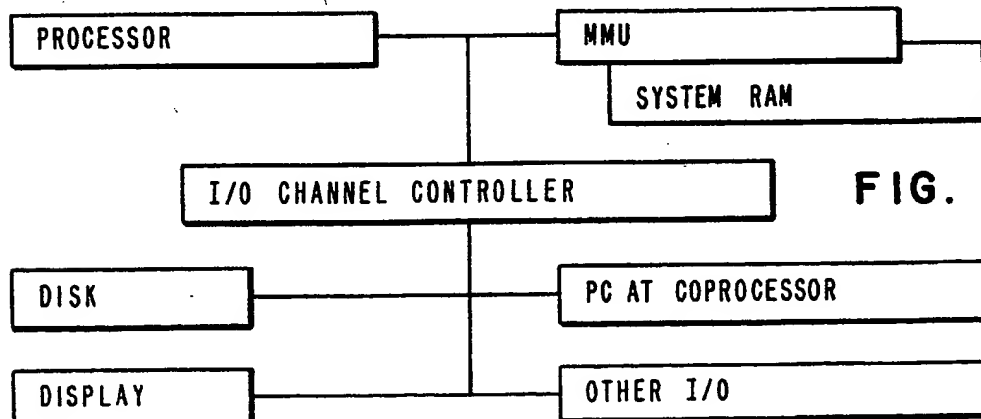 PROCESSOR
MMU
SYSTEM RAM
I/O CHANNEL CONTROLLER
FIG.
DISK
PC AT COPROCESSOR
DISPLAY
OTHER I/O